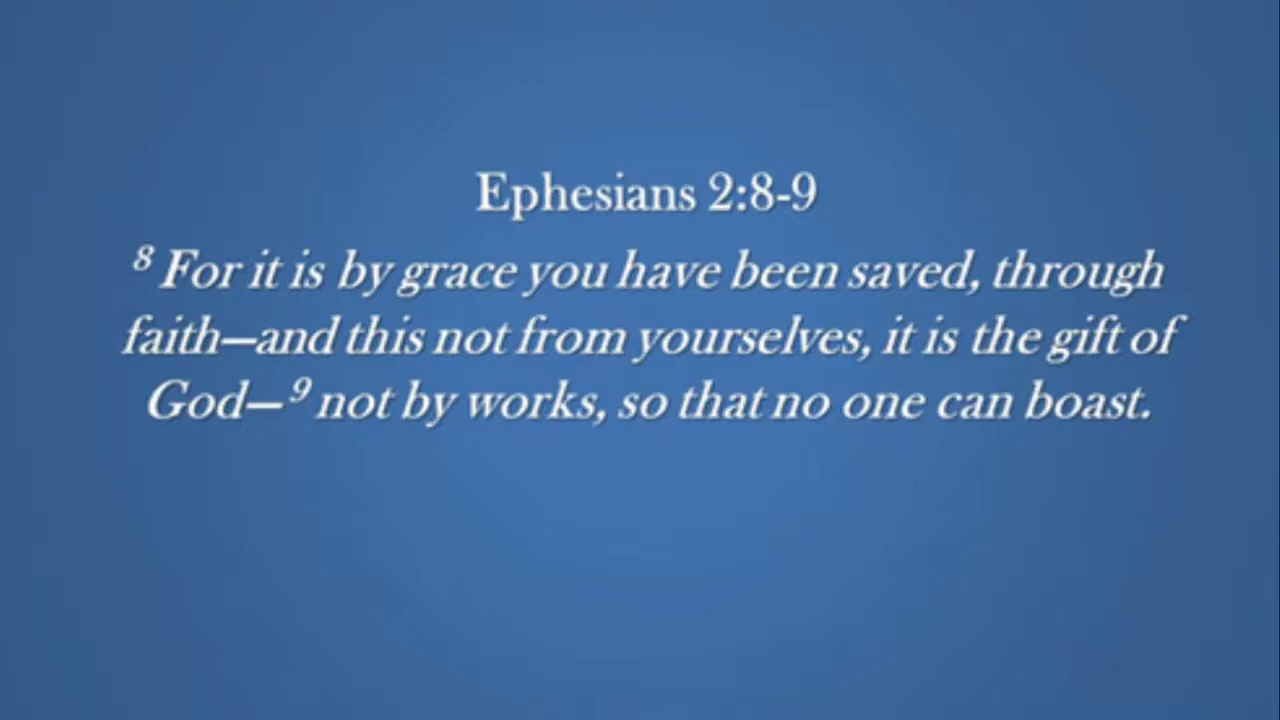 Ephesians 2:8-9
⁸ For it is by grace you have been saved, through
faith—and this not from yourselves, it is the gift of
God—⁹ not by works, so that no one can boast.